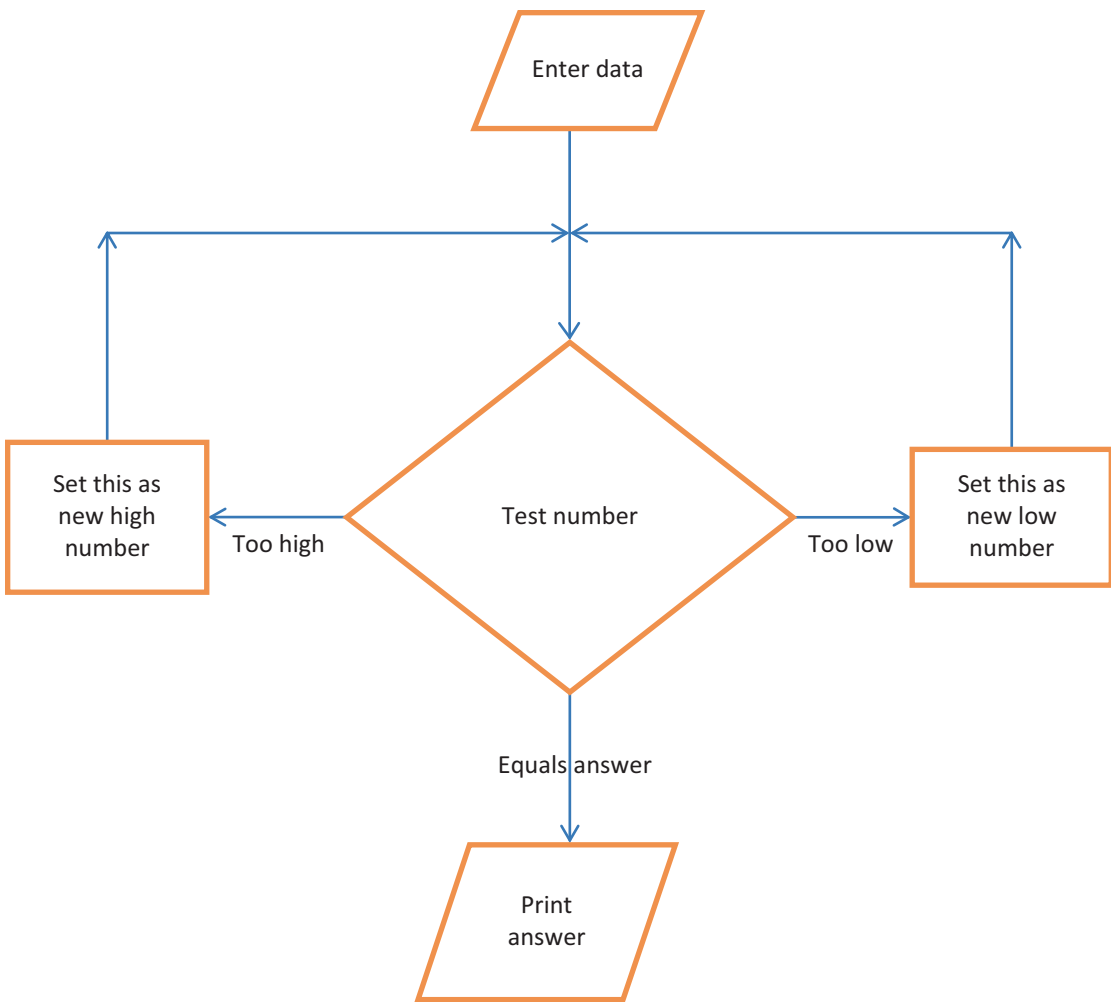 Enter data
Set this as
new high
number
Too high
Test number
Too low
Set this as
new low
number
Equals answer
Print
answer